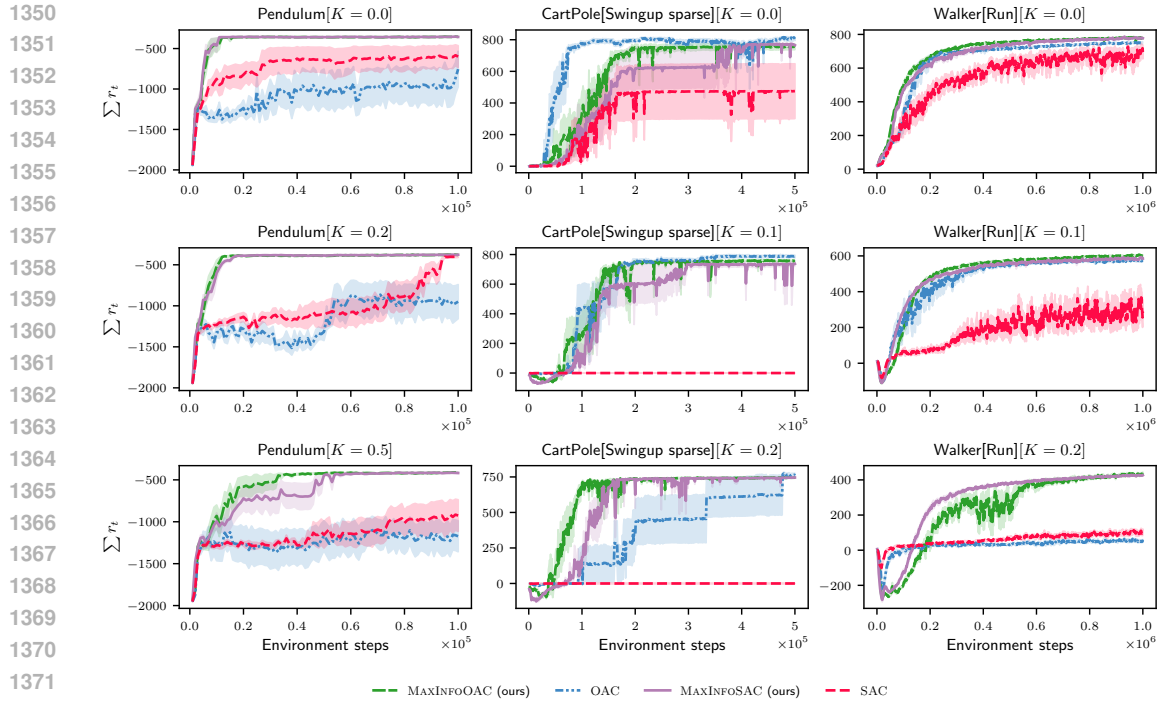 1350
1351
1352
1353
1354
1355
1356
1357
1358
1359
1360
1361
1362
1363
1364
1365
1366
1367
1368
1369
1370
1371
Pendulum[K = 0.0]
CartPole[Swingup sparse][K = 0.0]
Walker[Run][K = 0.0]
∑ r_t
−500
−1000
−1500
−2000
0.0 0.2 0.4 0.6 0.8 1.0
×10^5
800
600
400
200
0
0 1 2 3 4 5
×10^5
800
600
400
200
0
0.0 0.2 0.4 0.6 0.8 1.0
×10^6
Pendulum[K = 0.2]
CartPole[Swingup sparse][K = 0.1]
Walker[Run][K = 0.1]
∑ r_t
−500
−1000
−1500
−2000
0.0 0.2 0.4 0.6 0.8 1.0
×10^5
800
600
400
200
0
0 1 2 3 4 5
×10^5
600
400
200
0
0.0 0.2 0.4 0.6 0.8 1.0
×10^6
Pendulum[K = 0.5]
CartPole[Swingup sparse][K = 0.2]
Walker[Run][K = 0.2]
∑ r_t
−500
−1000
−1500
−2000
0.0 0.2 0.4 0.6 0.8 1.0
×10^5
Environment steps
750
500
250
0
0 1 2 3 4 5
×10^5
Environment steps
400
200
0
−200
0.0 0.2 0.4 0.6 0.8 1.0
×10^6
Environment steps
MAXINFOOAC (ours) OAC MAXINFOSAC (ours) SAC